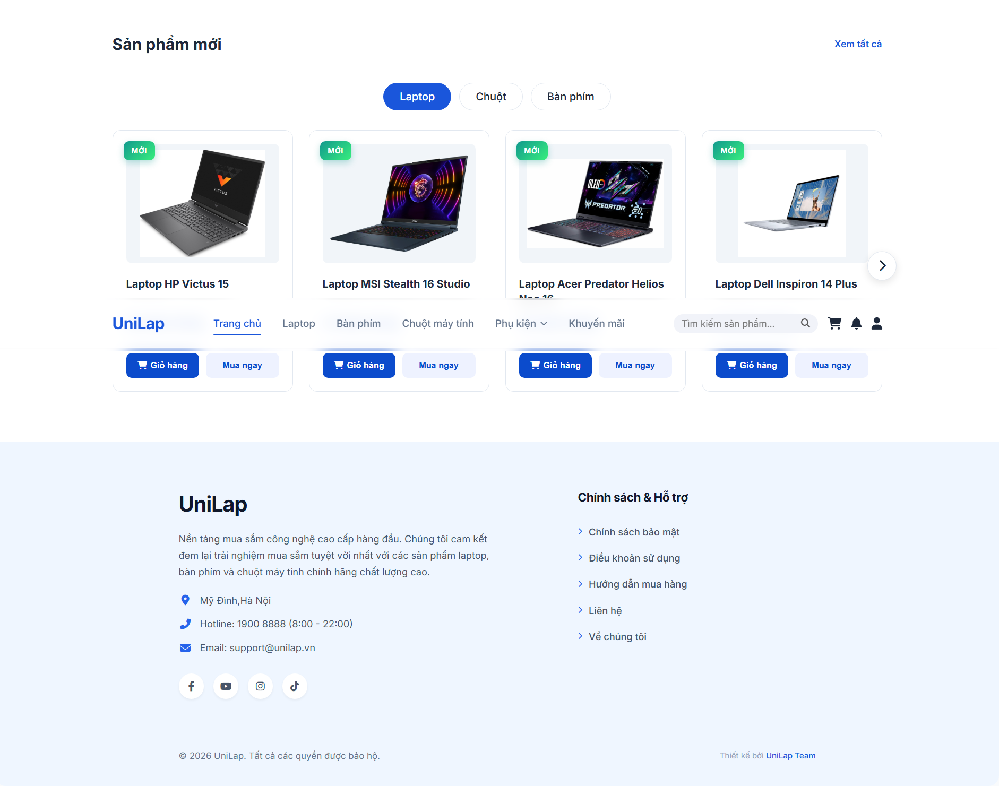 Sản phẩm mới
Xem tất cả
Laptop
Chuột
Bàn phím
MỚI
MỚI
MỚI
MỚI
VICTUS
OLED
PREDATOR
ai
Laptop HP Victus 15
Laptop MSI Stealth 16 Studio
Laptop Acer Predator Helios
Neo 16
Laptop Dell Inspiron 14 Plus
UniLap
Trang chủ
Laptop
Bàn phím
Chuột máy tính
Phụ kiện
Khuyến mãi
Tìm kiếm sản phẩm...
Giỏ hàng
Mua ngay
Giỏ hàng
Mua ngay
Giỏ hàng
Mua ngay
Giỏ hàng
Mua ngay
UniLap
Nền tảng mua sắm công nghệ cao cấp hàng đầu. Chúng tôi cam kết
đem lại trải nghiệm mua sắm tuyệt vời nhất với các sản phẩm laptop,
bàn phím và chuột máy tính chính hãng chất lượng cao.
Mỹ Đình,Hà Nội
Hotline: 1900 8888 (8:00 - 22:00)
Email: support@unilap.vn
Chính sách & Hỗ trợ
Chính sách bảo mật
Điều khoản sử dụng
Hướng dẫn mua hàng
Liên hệ
Về chúng tôi
© 2026 UniLap. Tất cả các quyền được bảo hộ.
Thiết kế bởi UniLap Team